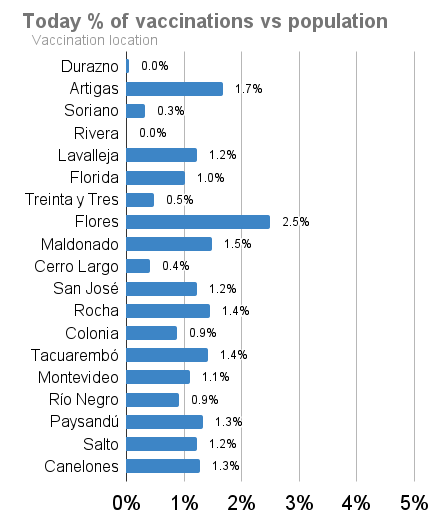 Today % of vaccinations vs population
Vaccination location
Durazno 0.0%
Artigas 1.7%
Soriano 0.3%
Rivera 0.0%
Lavalleja 1.2%
Florida 1.0%
Treinta y Tres 0.5%
Flores 2.5%
Maldonado 1.5%
Cerro Largo 0.4%
San José 1.2%
Rocha 1.4%
Colonia 0.9%
Tacuarembó 1.4%
Montevideo 1.1%
Río Negro 0.9%
Paysandú 1.3%
Salto 1.2%
Canelones 1.3%
0% 1% 2% 3% 4% 5%